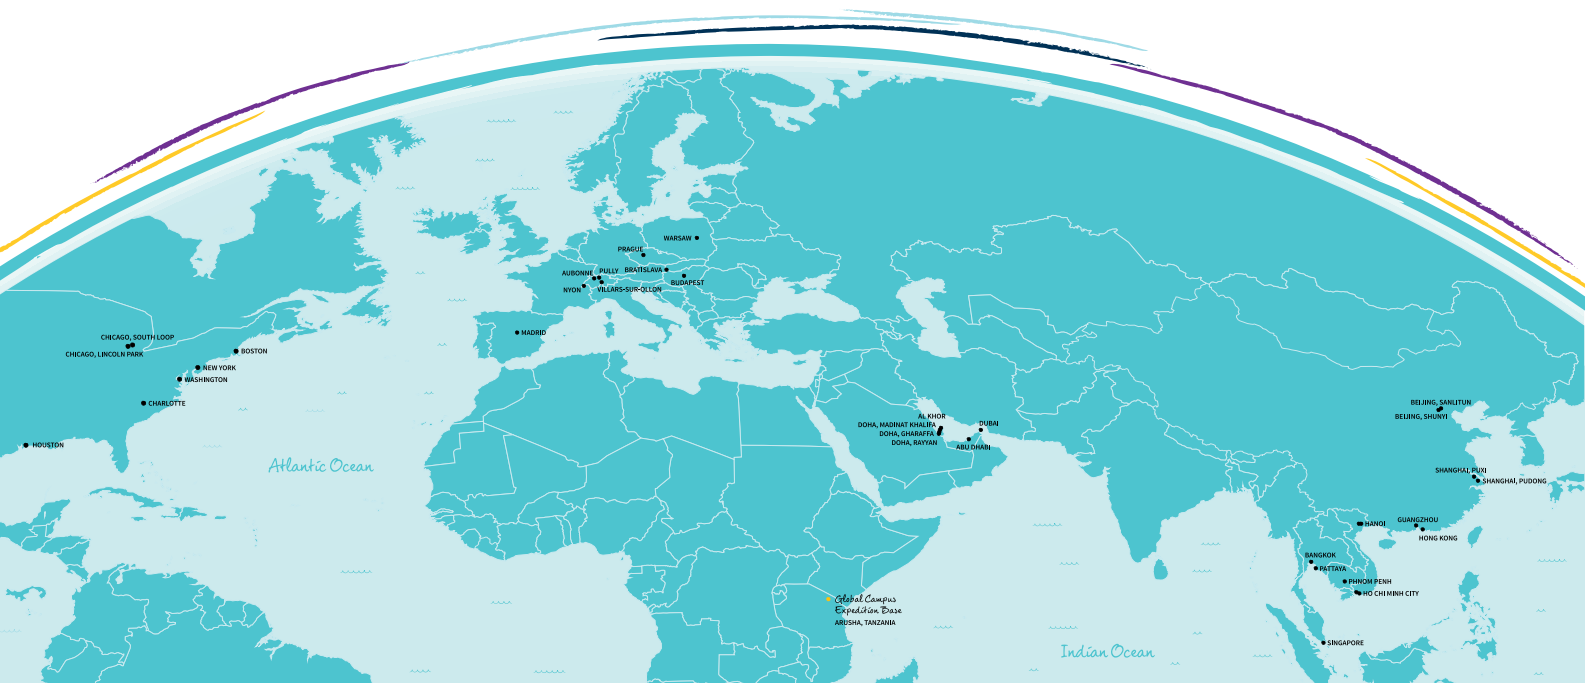 WARSAW
PRAGUE
AUBONNE
PULLY
BRATISLAVA
BUDAPEST
NYON
VILLARS-SUR-OLLON
MADRID
CHICAGO, SOUTH LOOP
CHICAGO, LINCOLN PARK
BOSTON
NEW YORK
WASHINGTON
CHARLOTTE
HOUSTON
Atlantic Ocean
AL KHOR
DOHA, MADINAT KHALIFA
DOHA, GHARAFFA
DOHA, RAYYAN
DUBAI
ABU DHABI
BEIJING, SANLITUN
BEIJING, SHUNYI
SHANGHAI, PUXI
SHANGHAI, PUDONG
HANOI
GUANGZHOU
HONG KONG
BANGKOK
PATTAYA
PHNOM PENH
HO CHI MINH CITY
SINGAPORE
Global Campus
Expedition Base
ARUSHA, TANZANIA
Indian Ocean